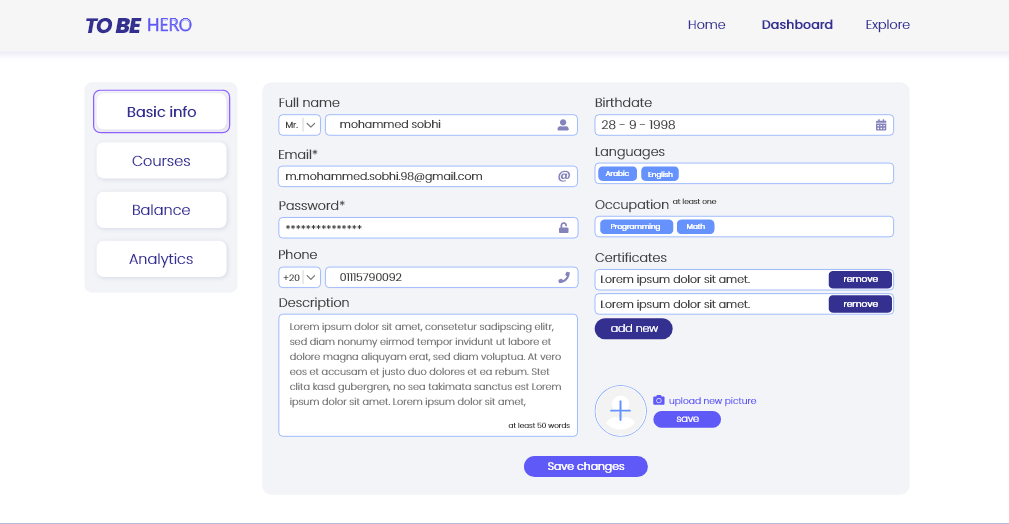 TO BE HERO
Home Dashboard Explore
Basic info
Courses
Balance
Analytics
Full name
Mr. mohammed sobhi
Email*
m.mohammed.sobhi.98@gmail.com @
Password*
***************
Phone
+20 01115790092
Description
Lorem ipsum dolor sit amet, consetetur sadipscing elitr,
sed diam nonumy eirmod tempor invidunt ut labore et
dolore magna aliquyam erat, sed diam voluptua. At vero
eos et accusam et justo duo dolores et ea rebum. Stet
clita kasd gubergren, no sea takimata sanctus est Lorem
ipsum dolor sit amet. Lorem ipsum dolor sit amet,
at least 50 words
Birthdate
28 - 9 - 1998
Languages
Arabic English
Occupation at least one
Programming Math
Certificates
Lorem ipsum dolor sit amet. remove
Lorem ipsum dolor sit amet. remove
add new
upload new picture
save
Save changes